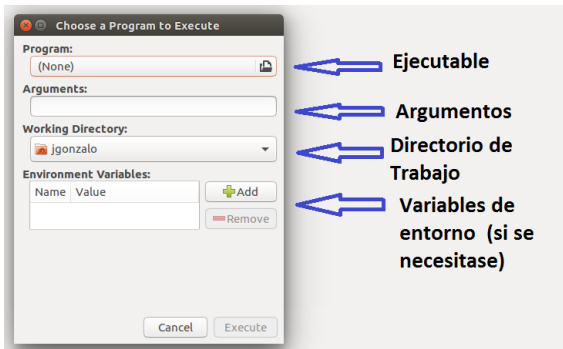 Choose a Program to Execute
Program:
(None)
Ejecutable
Arguments:
Argumentos
Working Directory:
jgonzalo
Directorio de
Trabajo
Environment Variables:
Name Value
Add
Remove
Variables de
entorno (si se
necesitase)
Cancel Execute